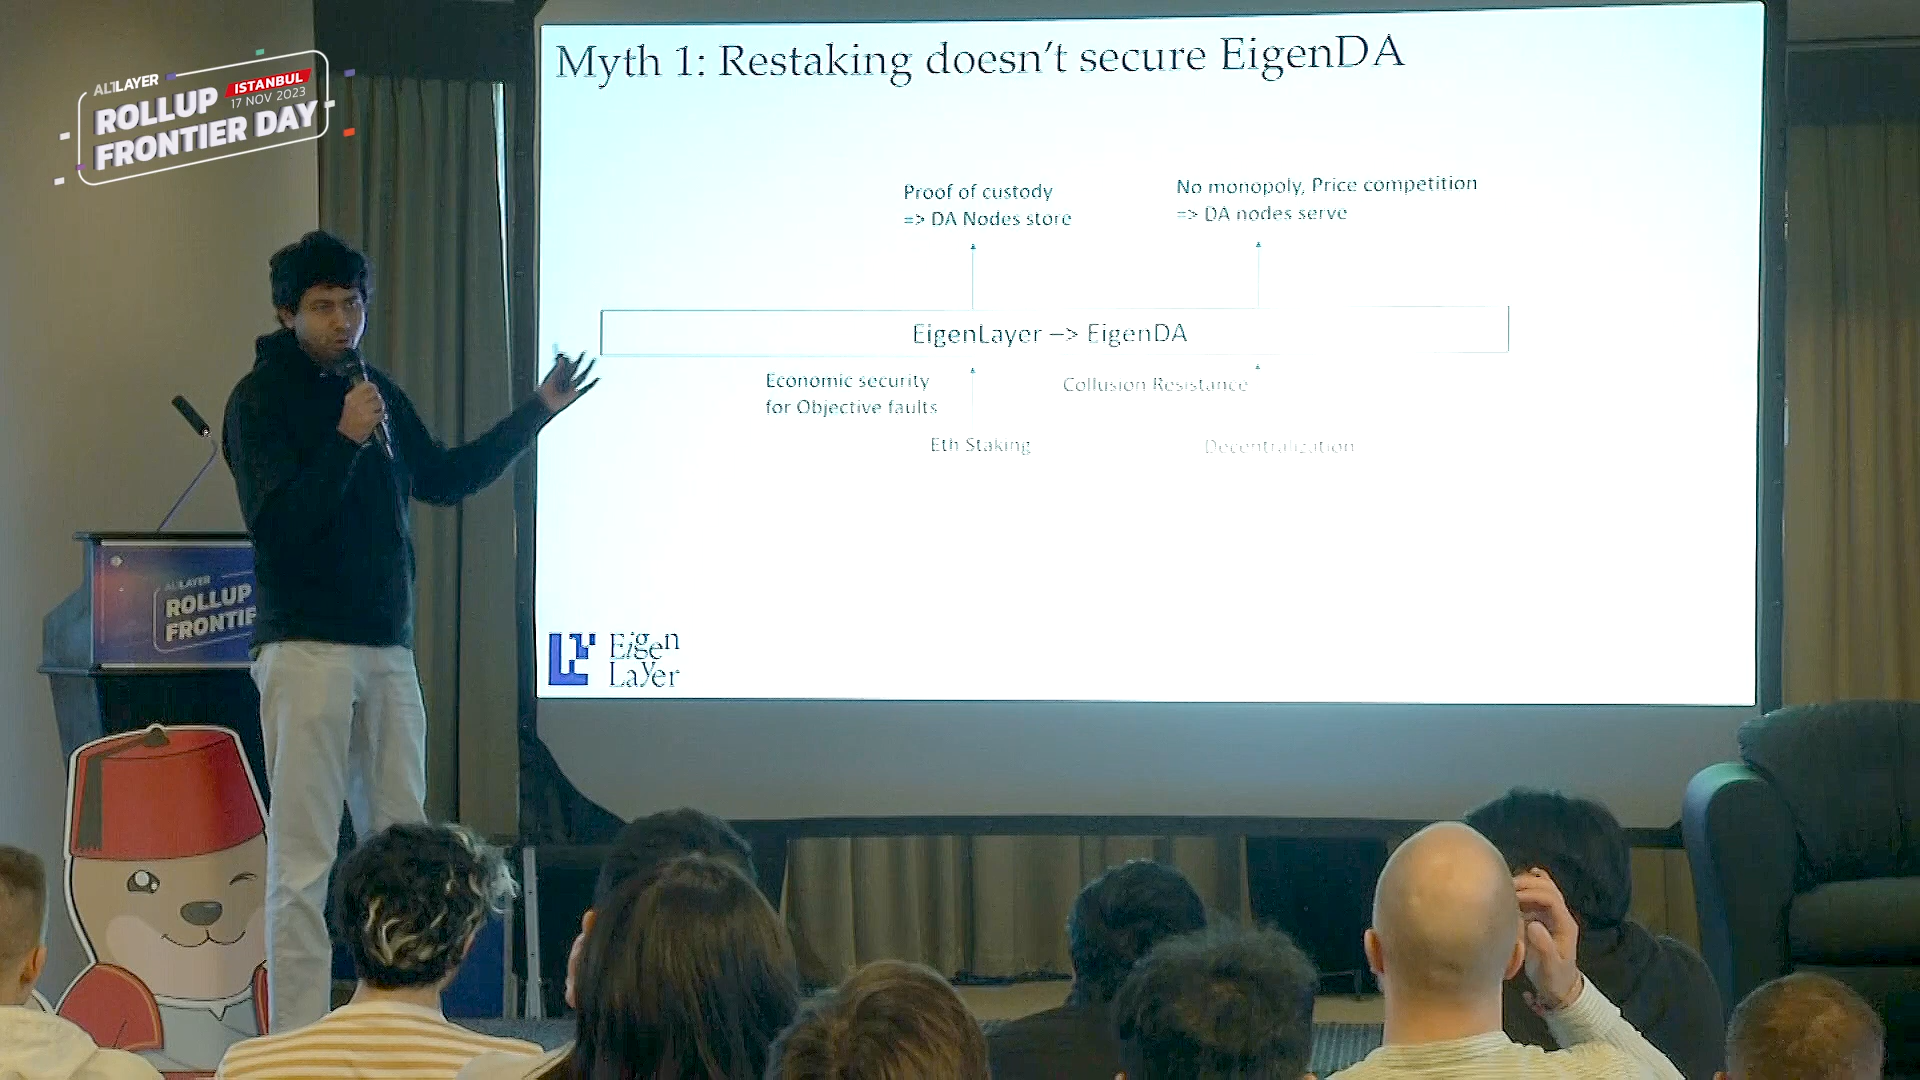 ALTLAYER
ROLLUP
ISTANBUL
17 NOV 2023
FRONTIER DAY
Myth 1: Restaking doesn't secure EigenDA
Proof of custody
=> DA Nodes store
No monopoly, Price competition
=> DA nodes serve
EigenLayer —> EigenDA
Economic security
for Objective faults
Collusion Resistance
Eth Staking
Decentralization
Eigen
Layer
ALTLAYER
ROLLUP
FRONTIE